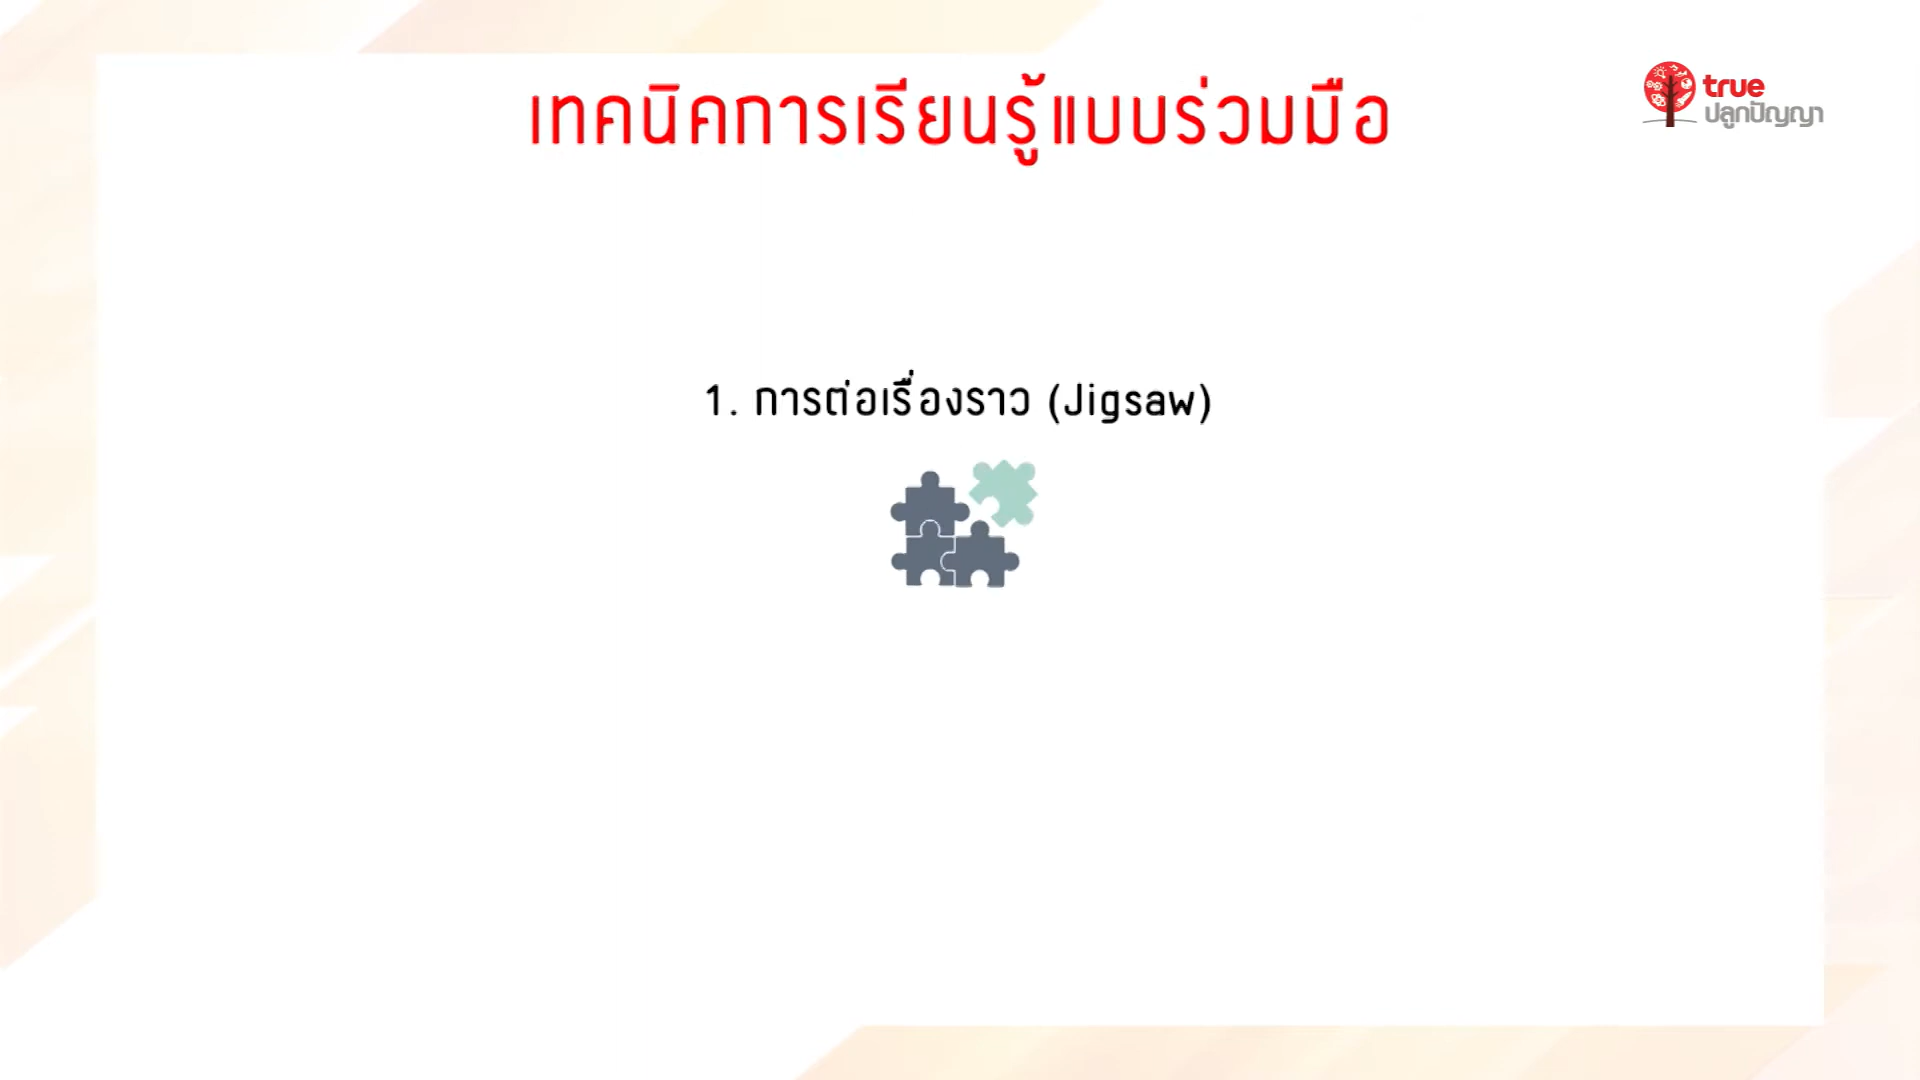 เทคนิคการเรียนรู้แบบร่วมมือ
true
ปลูกปัญญา
1. การต่อเรื่องราว (Jigsaw)